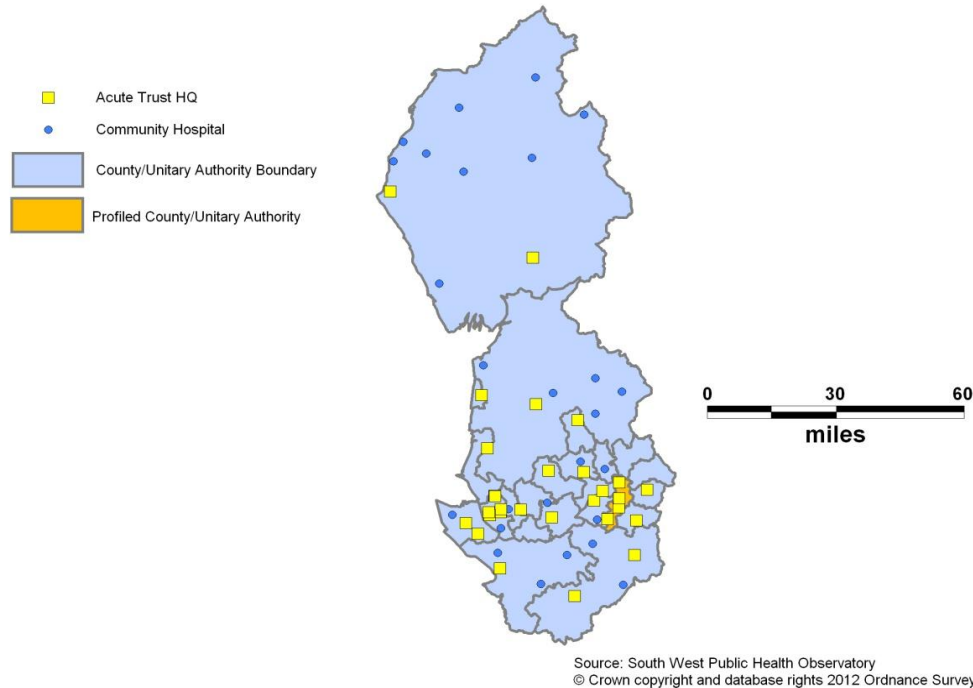 Acute Trust HQ
Community Hospital
County/Unitary Authority Boundary
Profiled County/Unitary Authority
0 30 60
miles
Source: South West Public Health Observatory
© Crown copyright and database rights 2012 Ordnance Survey